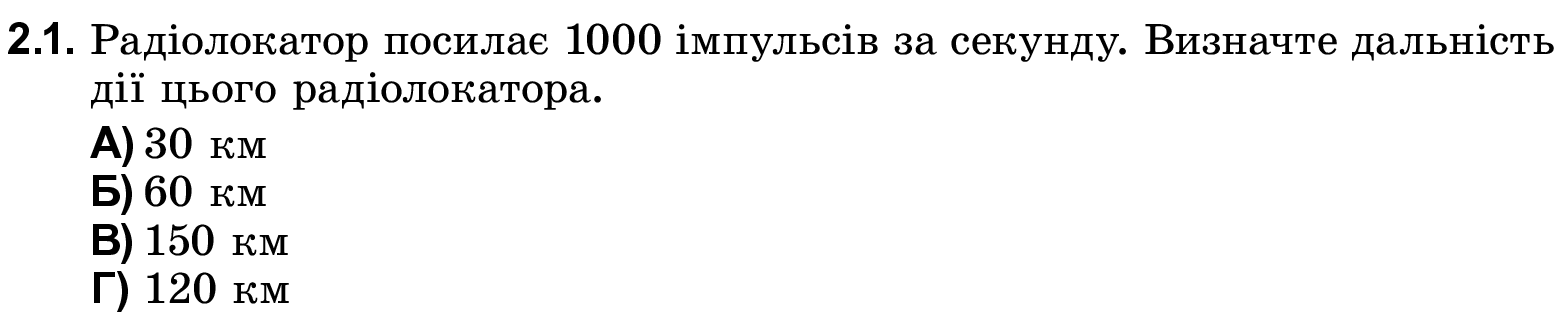 2.1. Радіолокатор посилає 1000 імпульсів за секунду. Визначте дальність
дії цього радіолокатора.
А) 30 км
Б) 60 км
В) 150 км
Г) 120 км